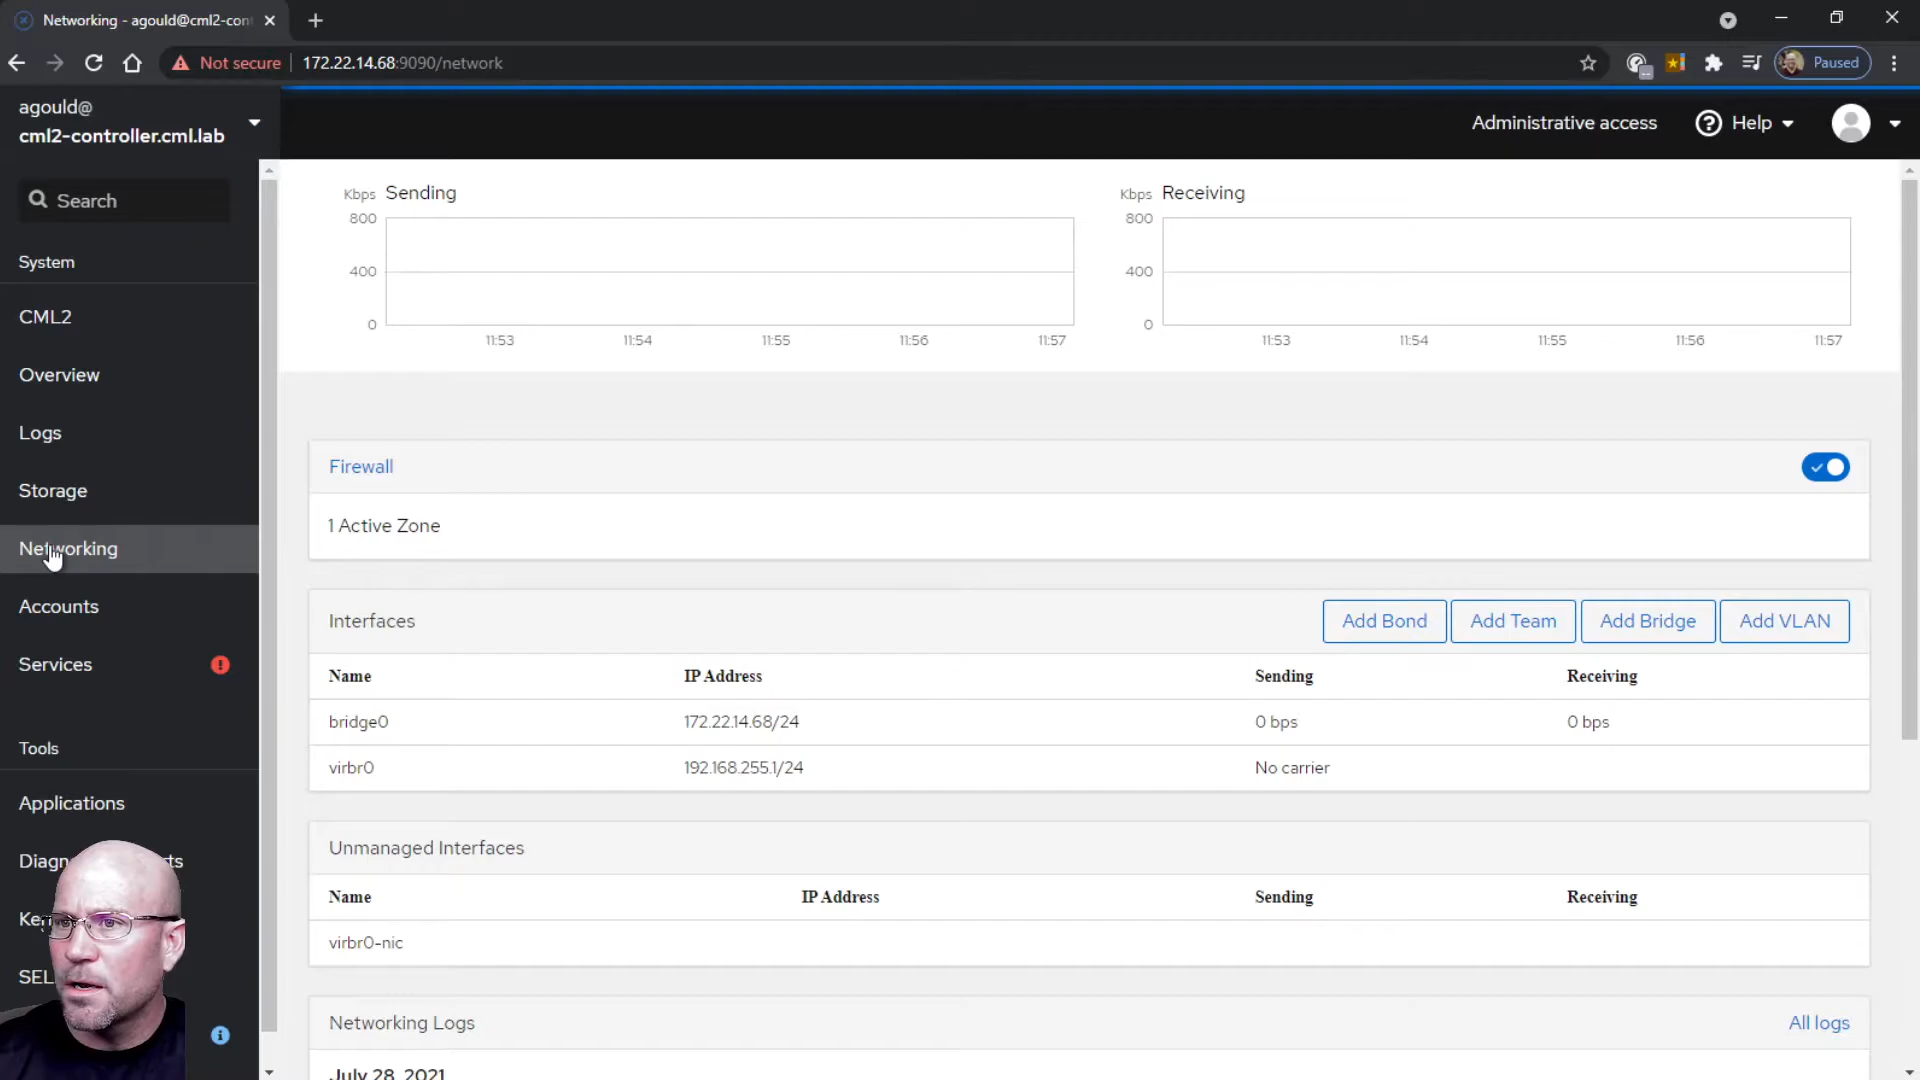 Networking - agould@cml2-con
Not secure
172.22.14.68:9090/network
Paused
agould@
cml2-controller.cml.lab
Administrative access
Help
Search
System
CML2
Overview
Logs
Storage
Networking
Accounts
Services
Tools
Applications
Kbps Sending
800
400
0
11:53 11:54 11:55 11:56 11:57
Kbps Receiving
800
400
0
11:53 11:54 11:55 11:56 11:57
Firewall
1 Active Zone
Interfaces
Add Bond Add Team Add Bridge Add VLAN
Name IP Address Sending Receiving
bridge0 172.22.14.68/24 0 bps 0 bps
virbr0 192.168.255.1/24 No carrier
Unmanaged Interfaces
Name IP Address Sending Receiving
virbr0-nic
Networking Logs All logs
July 28, 2021